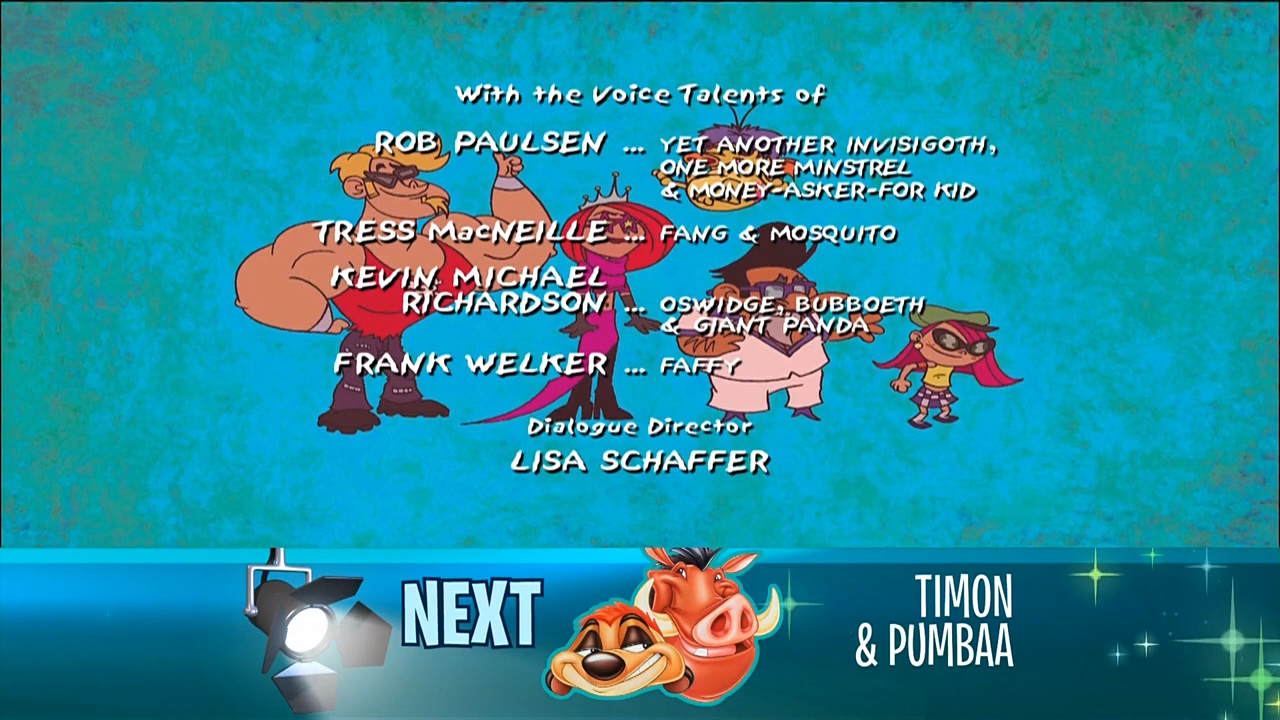 With the Voice Talents of
ROB PAULSEN ... YET ANOTHER INVISIGOTH,
ONE MORE MINSTREL
& MONEY-ASKER-FOR KID
TRESS MacNEILLE ... FANG & MOSQUITO
KEVIN MICHAEL
RICHARDSON ... OSWIDGE, BUBBOETH
& GIANT PANDA
FRANK WELKER ... FAFFY
Dialogue Director
LISA SCHAFFER
NEXT
TIMON
& PUMBAA